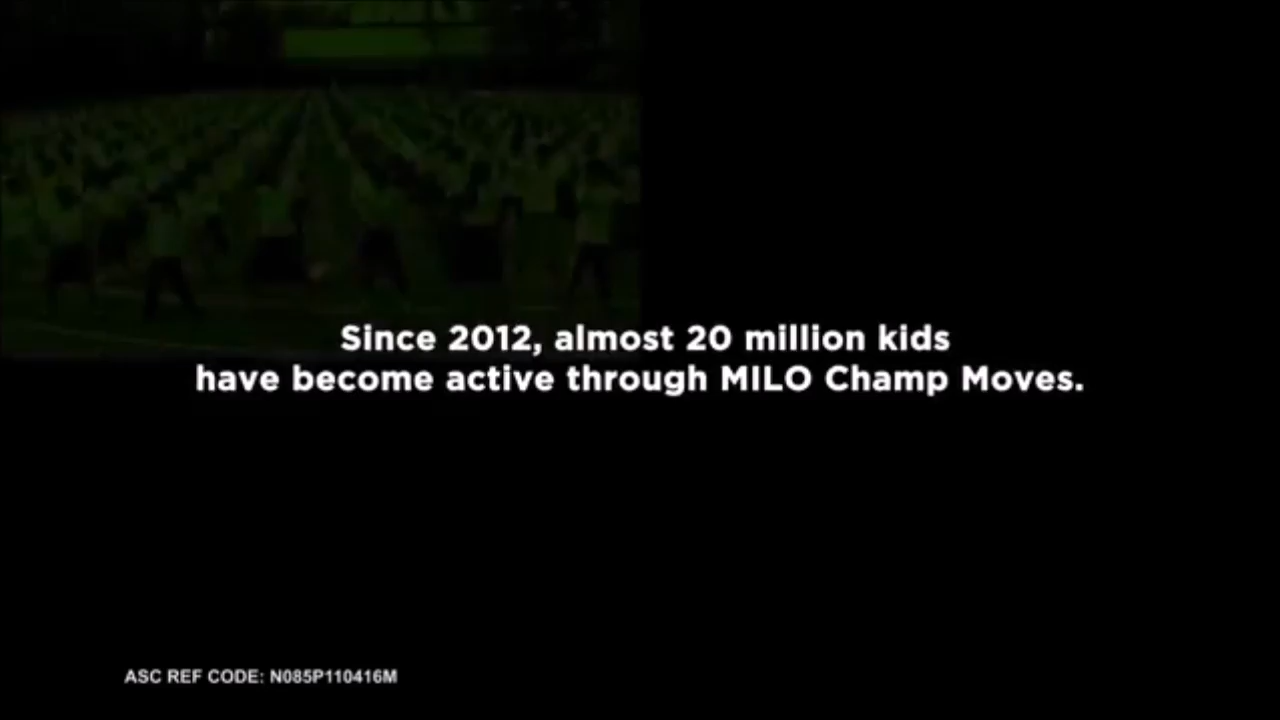 Since 2012, almost 20 million kids
have become active through MILO Champ Moves.
ASC REF CODE: N085P110416M